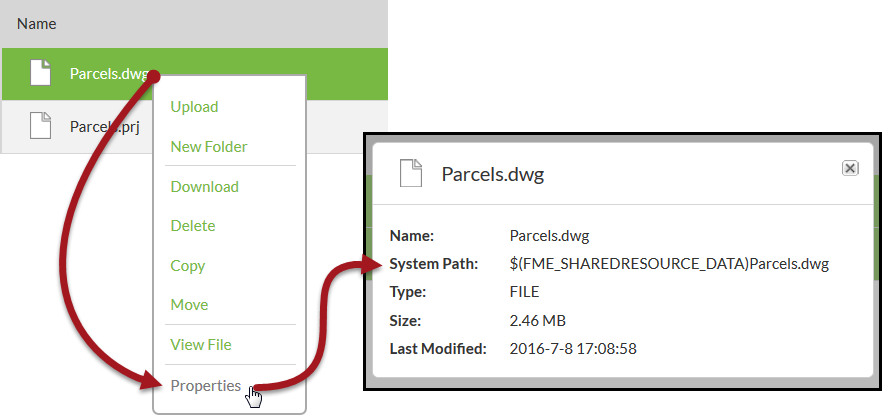 Name
Parcels.dwg
Parcels.prj
Upload
New Folder
Download
Delete
Copy
Move
View File
Properties
Parcels.dwg
Name: Parcels.dwg
System Path: $(FME_SHAREDRESOURCE_DATA)Parcels.dwg
Type: FILE
Size: 2.46 MB
Last Modified: 2016-7-8 17:08:58